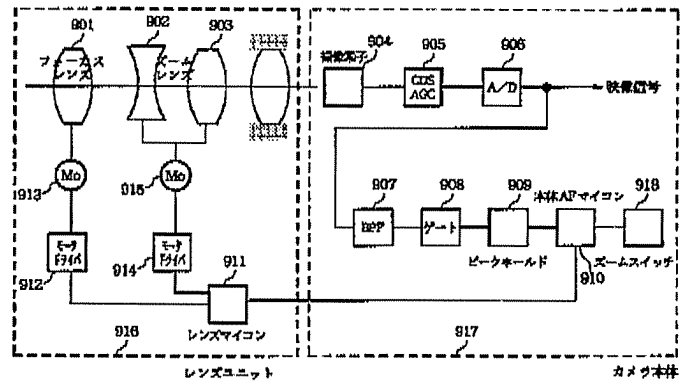 901
902
903
904
905
906
フォーカス
レンズ
ズーム
レンズ
撮像素子
CDS
AGC
A/D
映像信号
913
Mo
915
Mo
907
908
909
本体AFマイコン
918
BPF
ゲート
ピークホールド
910
ズームスイッチ
モータ
ドライバ
912
モータ
ドライバ
914
911
レンズマイコン
916
レンズユニット
917
カメラ本体